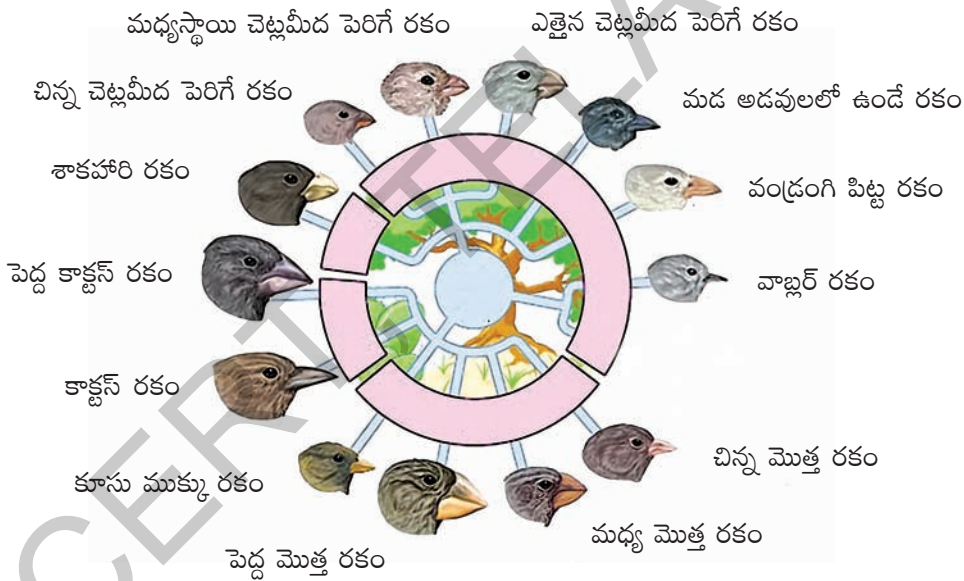 మధ్యస్థాయి చెట్లమీద పెరిగే రకం
ఎత్తైన చెట్లమీద పెరిగే రకం
చిన్న చెట్లమీద పెరిగే రకం
మడ అడవులలో ఉండే రకం
శాకహారి రకం
వండ్రంగి పిట్ట రకం
పెద్ద కాక్టస్ రకం
వాబ్లర్ రకం
కాక్టస్ రకం
చిన్న మొత్త రకం
కూసు ముక్కు రకం
మధ్య మొత్త రకం
పెద్ద మొత్త రకం